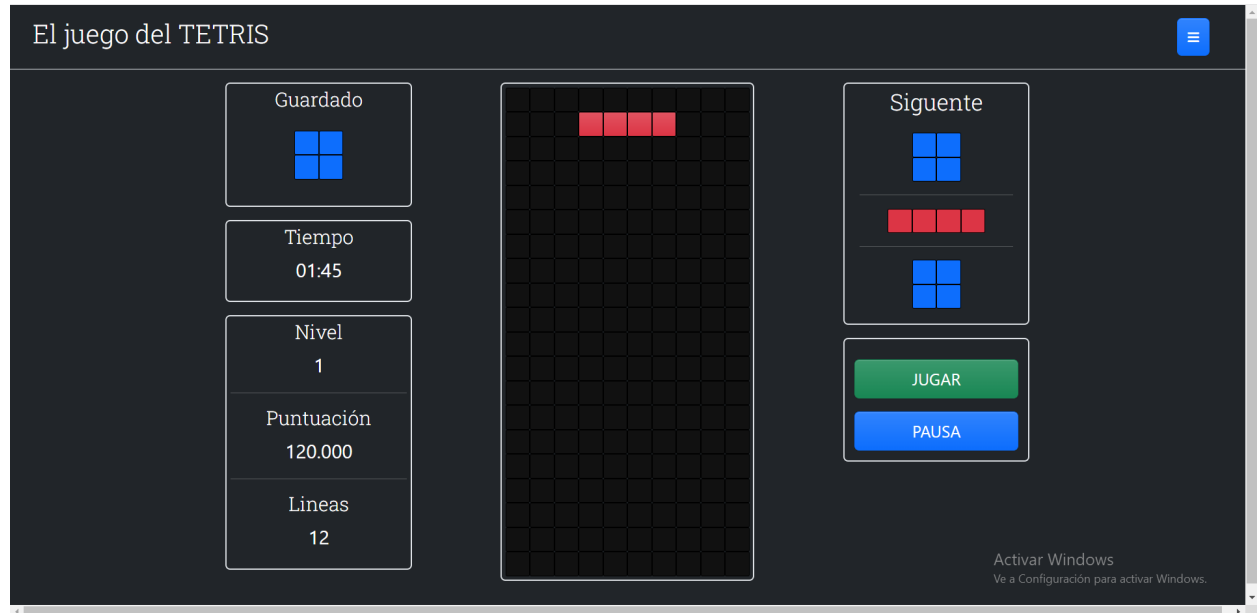 El juego del TETRIS
Guardado
Tiempo
01:45
Nivel
1
Puntuación
120.000
Lineas
12
Siguente
JUGAR
PAUSA
Activar Windows
Ve a Configuración para activar Windows.